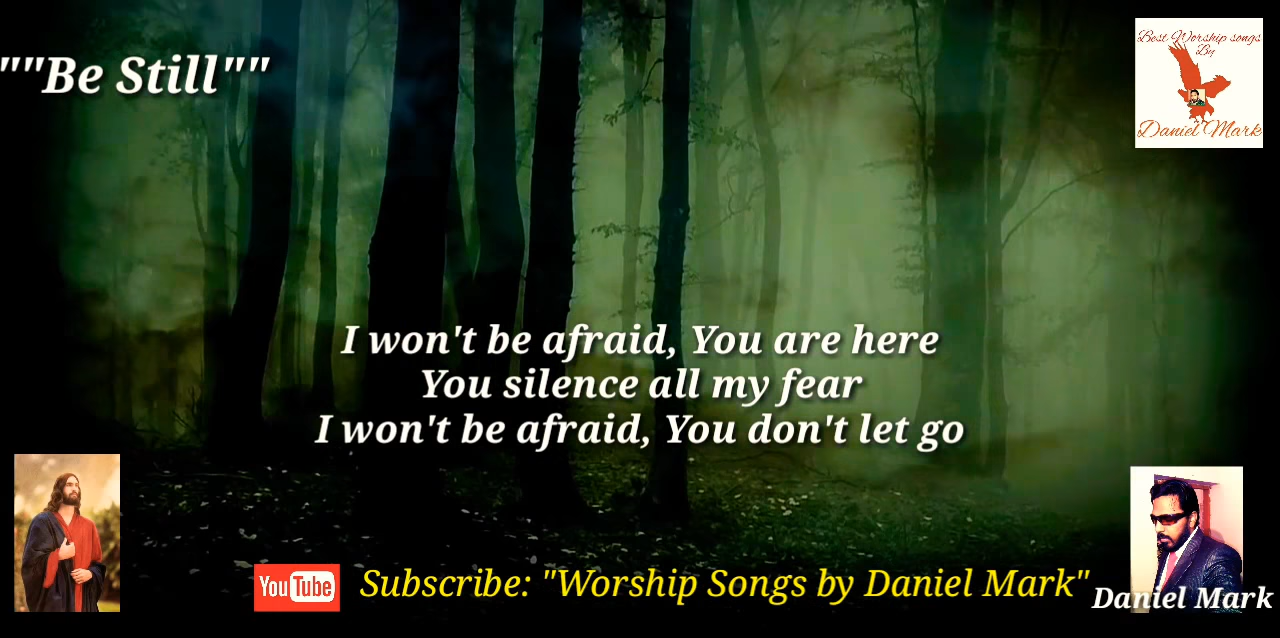 ""Be Still""
Best Worship songs
By
Daniel Mark
I won't be afraid, You are here
You silence all my fear
I won't be afraid, You don't let go
YouTube Subscribe: "Worship Songs by Daniel Mark"
Daniel Mark